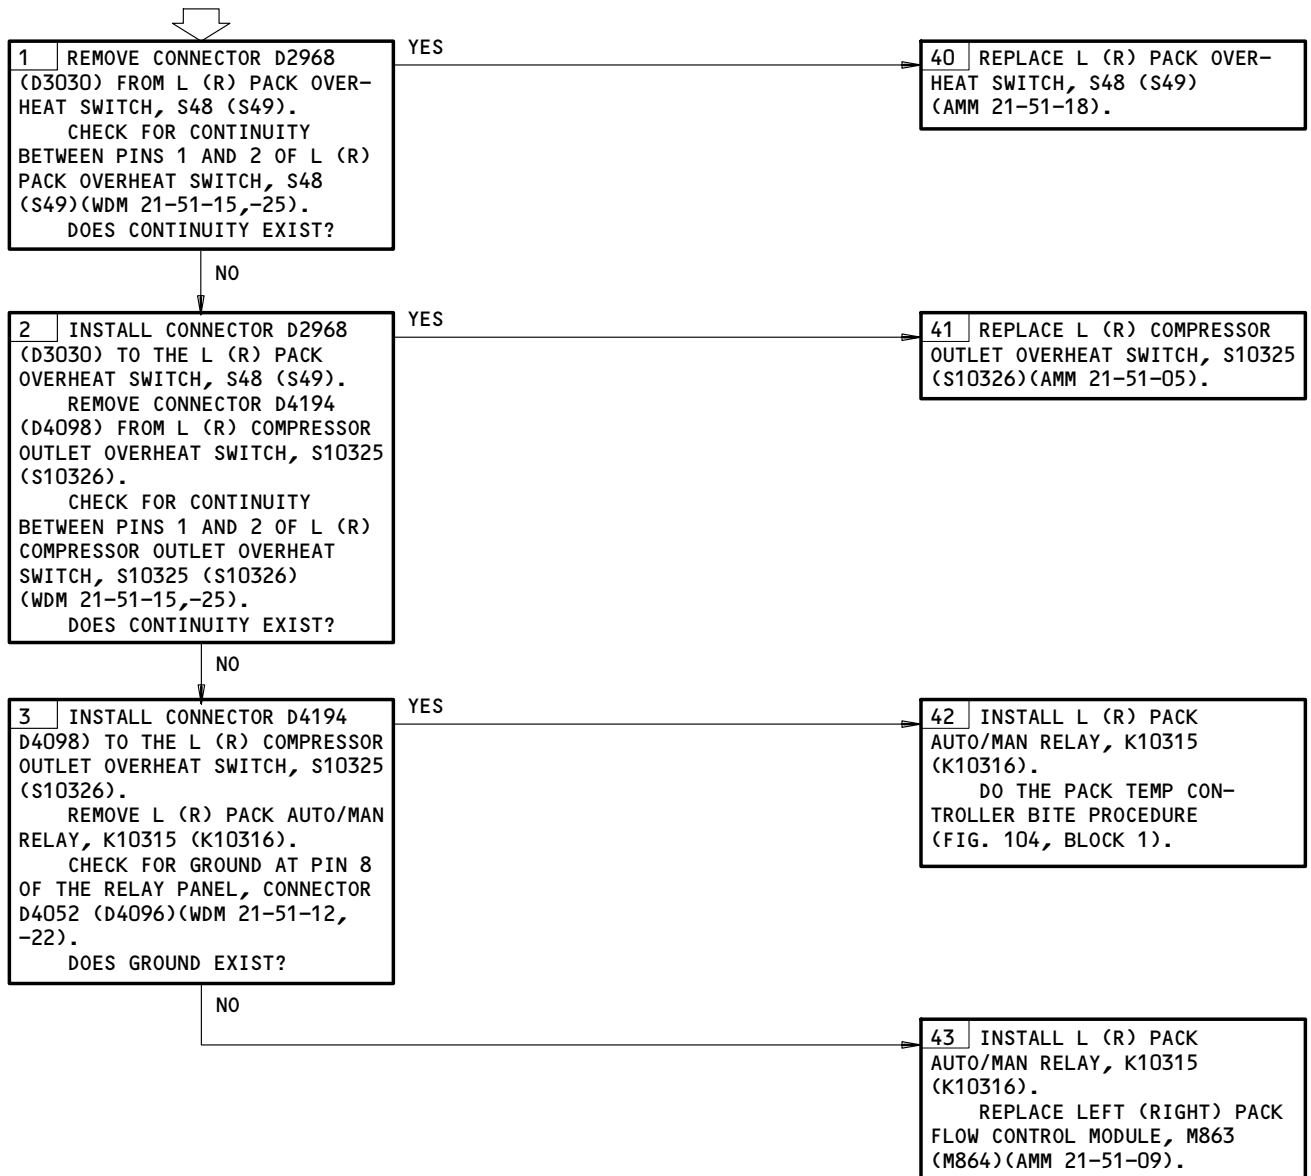 1 REMOVE CONNECTOR D2968
(D3030) FROM L (R) PACK OVER-
HEAT SWITCH, S48 (S49).
CHECK FOR CONTINUITY
BETWEEN PINS 1 AND 2 OF L (R)
PACK OVERHEAT SWITCH, S48
(S49)(WDM 21-51-15,-25).
DOES CONTINUITY EXIST?
YES
40 REPLACE L (R) PACK OVER-
HEAT SWITCH, S48 (S49)
(AMM 21-51-18).
NO
2 INSTALL CONNECTOR D2968
(D3030) TO THE L (R) PACK
OVERHEAT SWITCH, S48 (S49).
REMOVE CONNECTOR D4194
(D4098) FROM L (R) COMPRESSOR
OUTLET OVERHEAT SWITCH, S10325
(S10326).
CHECK FOR CONTINUITY
BETWEEN PINS 1 AND 2 OF L (R)
COMPRESSOR OUTLET OVERHEAT
SWITCH, S10325 (S10326)
(WDM 21-51-15,-25).
DOES CONTINUITY EXIST?
YES
41 REPLACE L (R) COMPRESSOR
OUTLET OVERHEAT SWITCH, S10325
(S10326)(AMM 21-51-05).
NO
3 INSTALL CONNECTOR D4194
D4098) TO THE L (R) COMPRESSOR
OUTLET OVERHEAT SWITCH, S10325
(S10326).
REMOVE L (R) PACK AUTO/MAN
RELAY, K10315 (K10316).
CHECK FOR GROUND AT PIN 8
OF THE RELAY PANEL, CONNECTOR
D4052 (D4096)(WDM 21-51-12,
-22).
DOES GROUND EXIST?
YES
42 INSTALL L (R) PACK
AUTO/MAN RELAY, K10315
(K10316).
DO THE PACK TEMP CON-
TROLLER BITE PROCEDURE
(FIG. 104, BLOCK 1).
NO
43 INSTALL L (R) PACK
AUTO/MAN RELAY, K10315
(K10316).
REPLACE LEFT (RIGHT) PACK
FLOW CONTROL MODULE, M863
(M864)(AMM 21-51-09).